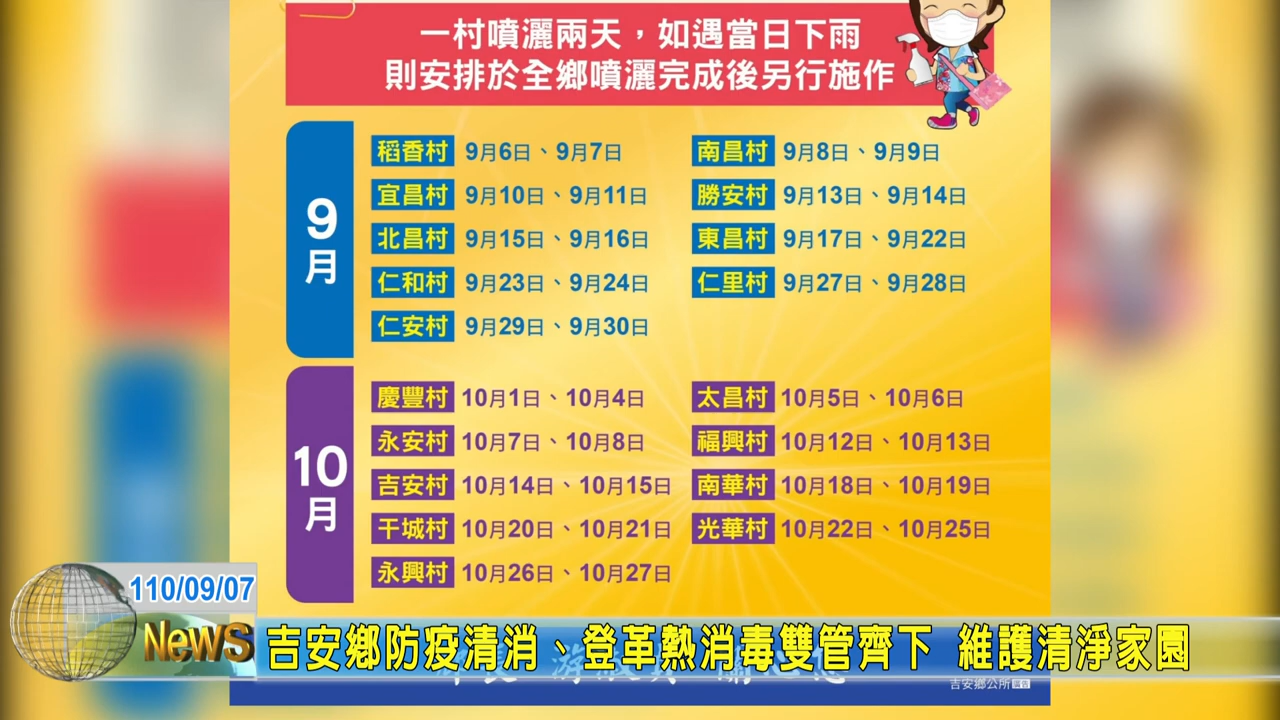 一村噴灑兩天，如遇當日下雨
則安排於全鄉噴灑完成後另行施作
9月
稻香村 9月6日、9月7日 南昌村 9月8日、9月9日
宜昌村 9月10日、9月11日 勝安村 9月13日、9月14日
北昌村 9月15日、9月16日 東昌村 9月17日、9月22日
仁和村 9月23日、9月24日 仁里村 9月27日、9月28日
仁安村 9月29日、9月30日
10月
慶豐村 10月1日、10月4日 太昌村 10月5日、10月6日
永安村 10月7日、10月8日 福興村 10月12日、10月13日
吉安村 10月14日、10月15日 南華村 10月18日、10月19日
干城村 10月20日、10月21日 光華村 10月22日、10月25日
永興村 10月26日、10月27日
110/09/07
NewS 吉安鄉防疫清消、登革熱消毒雙管齊下 維護清淨家園
吉安鄉公所 廣告